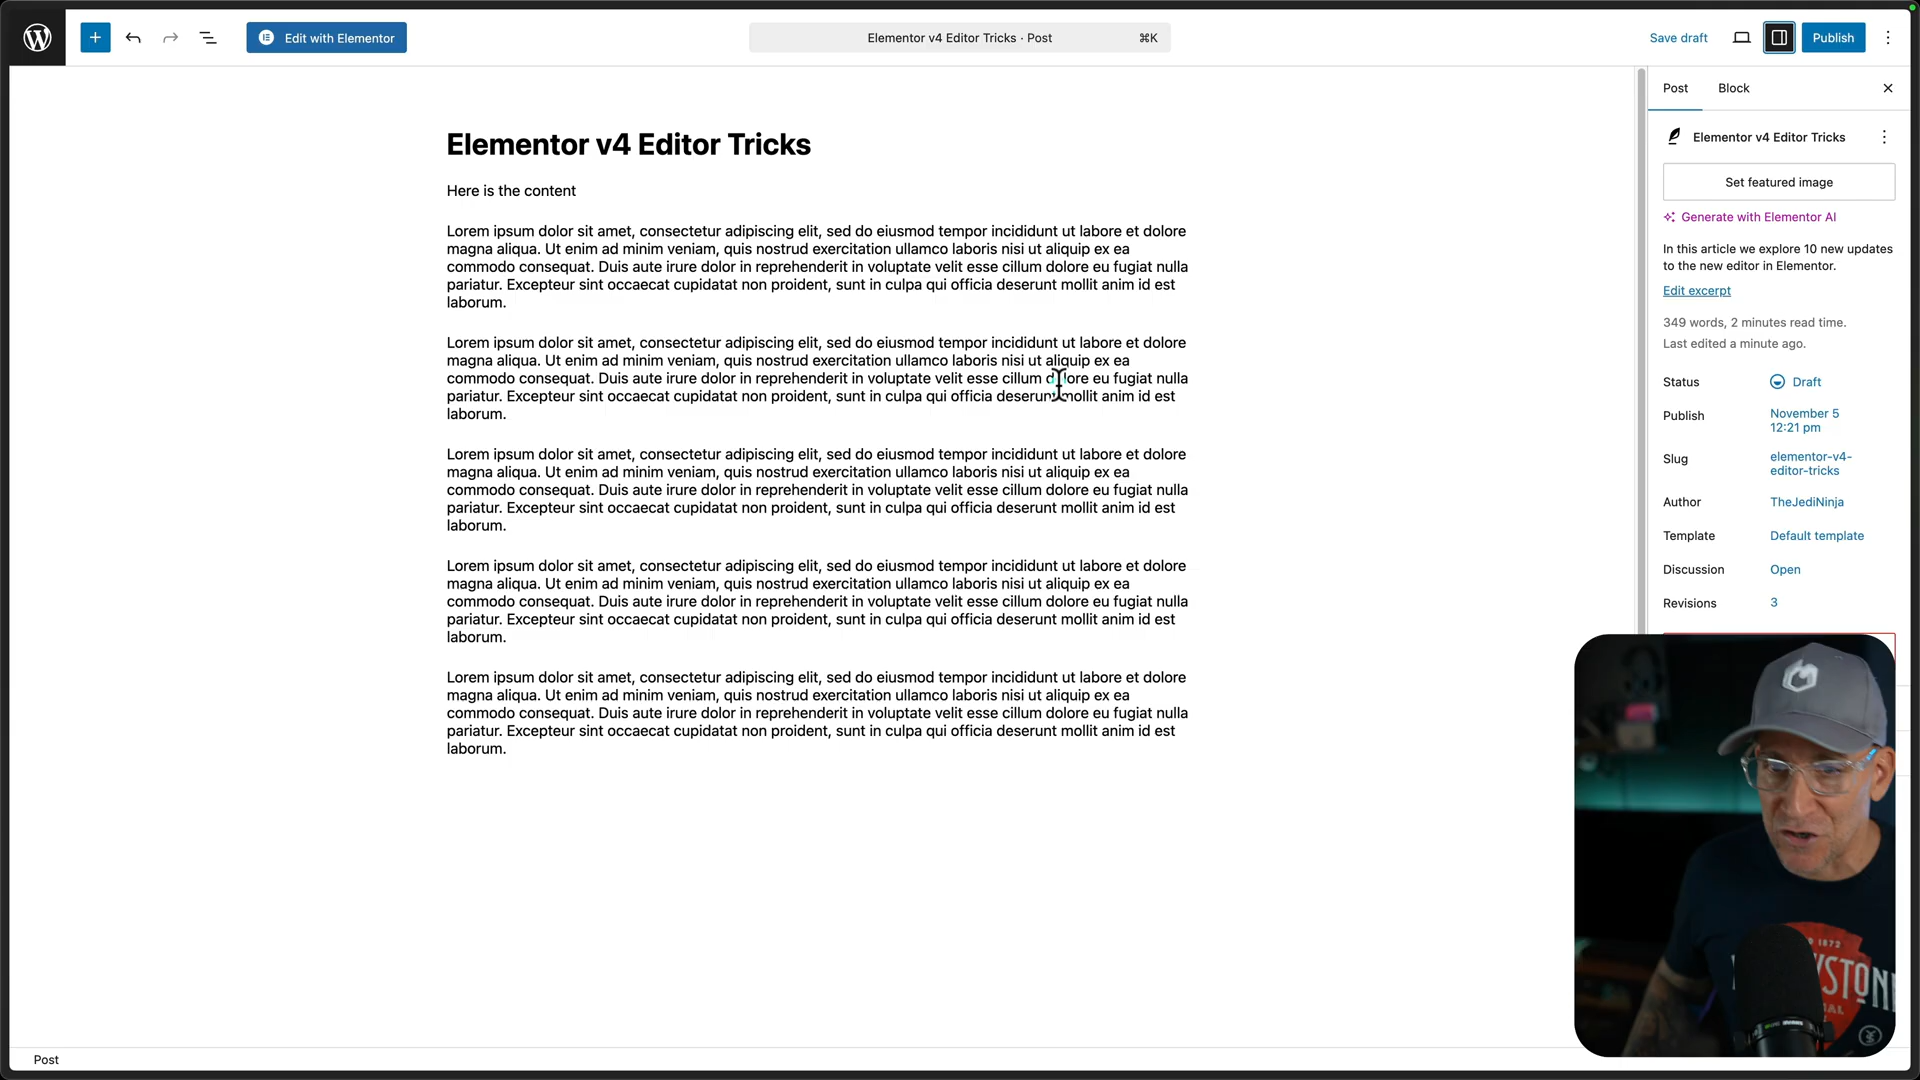 Edit with Elementor
Elementor v4 Editor Tricks · Post
⌘K
Save draft
Publish
Elementor v4 Editor Tricks
Here is the content
Lorem ipsum dolor sit amet, consectetur adipiscing elit, sed do eiusmod tempor incididunt ut labore et dolore
magna aliqua. Ut enim ad minim veniam, quis nostrud exercitation ullamco laboris nisi ut aliquip ex ea
commodo consequat. Duis aute irure dolor in reprehenderit in voluptate velit esse cillum dolore eu fugiat nulla
pariatur. Excepteur sint occaecat cupidatat non proident, sunt in culpa qui officia deserunt mollit anim id est
laborum.
Lorem ipsum dolor sit amet, consectetur adipiscing elit, sed do eiusmod tempor incididunt ut labore et dolore
magna aliqua. Ut enim ad minim veniam, quis nostrud exercitation ullamco laboris nisi ut aliquip ex ea
commodo consequat. Duis aute irure dolor in reprehenderit in voluptate velit esse cillum dolore eu fugiat nulla
pariatur. Excepteur sint occaecat cupidatat non proident, sunt in culpa qui officia deserunt mollit anim id est
laborum.
Lorem ipsum dolor sit amet, consectetur adipiscing elit, sed do eiusmod tempor incididunt ut labore et dolore
magna aliqua. Ut enim ad minim veniam, quis nostrud exercitation ullamco laboris nisi ut aliquip ex ea
commodo consequat. Duis aute irure dolor in reprehenderit in voluptate velit esse cillum dolore eu fugiat nulla
pariatur. Excepteur sint occaecat cupidatat non proident, sunt in culpa qui officia deserunt mollit anim id est
laborum.
Lorem ipsum dolor sit amet, consectetur adipiscing elit, sed do eiusmod tempor incididunt ut labore et dolore
magna aliqua. Ut enim ad minim veniam, quis nostrud exercitation ullamco laboris nisi ut aliquip ex ea
commodo consequat. Duis aute irure dolor in reprehenderit in voluptate velit esse cillum dolore eu fugiat nulla
pariatur. Excepteur sint occaecat cupidatat non proident, sunt in culpa qui officia deserunt mollit anim id est
laborum.
Lorem ipsum dolor sit amet, consectetur adipiscing elit, sed do eiusmod tempor incididunt ut labore et dolore
magna aliqua. Ut enim ad minim veniam, quis nostrud exercitation ullamco laboris nisi ut aliquip ex ea
commodo consequat. Duis aute irure dolor in reprehenderit in voluptate velit esse cillum dolore eu fugiat nulla
pariatur. Excepteur sint occaecat cupidatat non proident, sunt in culpa qui officia deserunt mollit anim id est
laborum.
Post
Block
Elementor v4 Editor Tricks
Set featured image
Generate with Elementor AI
In this article we explore 10 new updates
to the new editor in Elementor.
Edit excerpt
349 words, 2 minutes read time.
Last edited a minute ago.
Status Draft
Publish November 5
12:21 pm
Slug elementor-v4-
editor-tricks
Author TheJediNinja
Template Default template
Discussion Open
Revisions 3
1872
Post